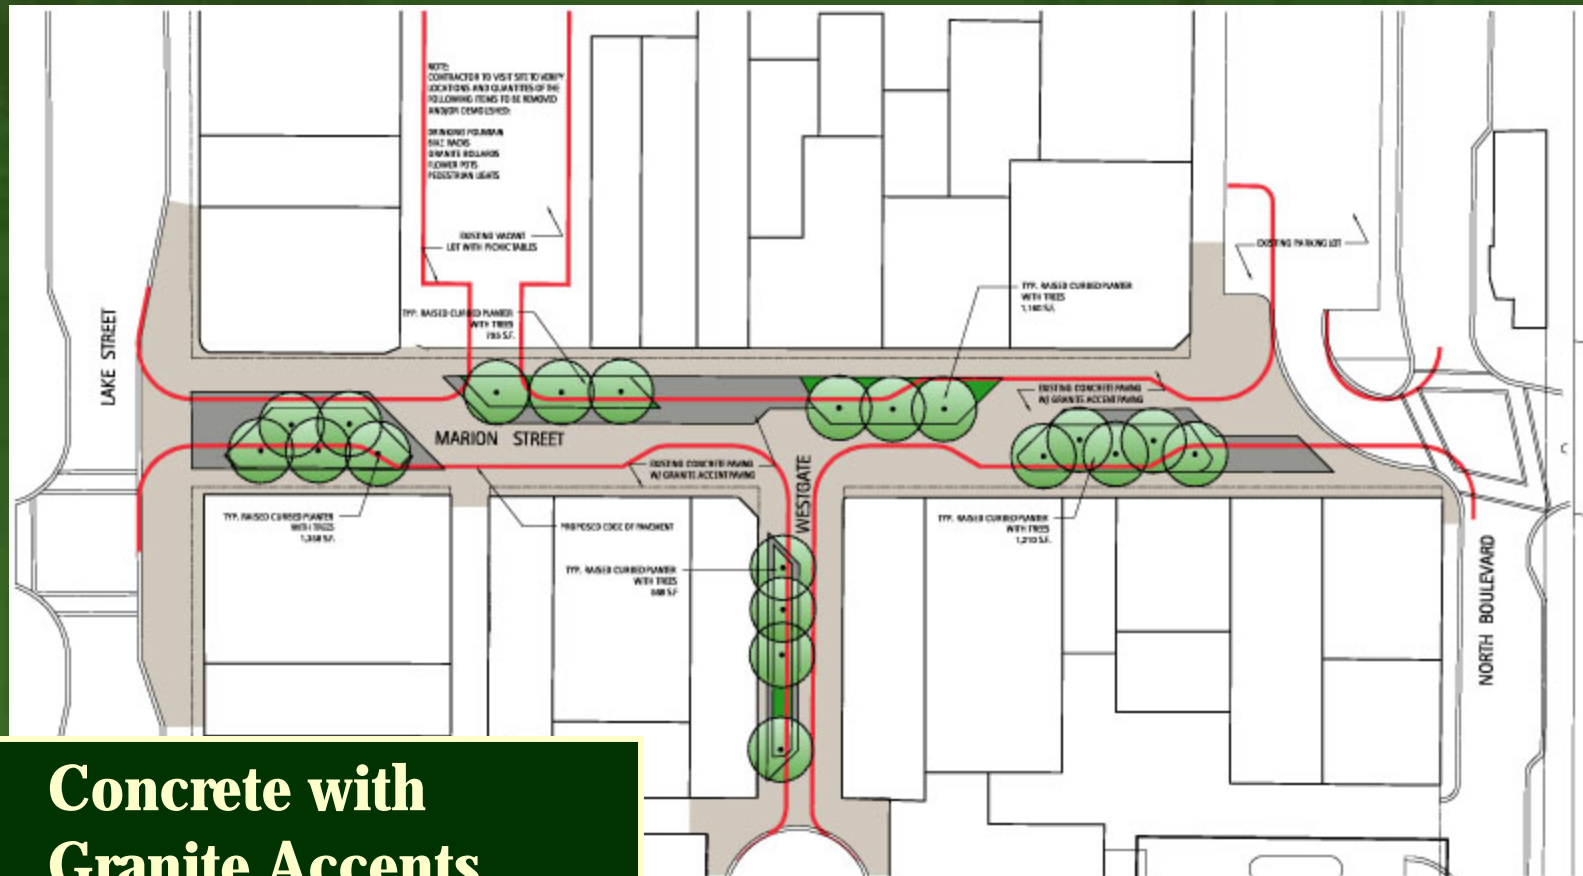 NOTE:
CONTRACTOR TO VISIT SITE TO VERIFY
LOCATIONS AND QUANTITIES OF THE
FOLLOWING ITEMS TO BE REMOVED
AND/OR DEMOLISHED:
DRINKING FOUNTAIN
BIKE RACKS
GRANITE BOLLARDS
FLOWER POTS
PEDESTRIAN LIGHTS
EXISTING VACANT
LOT WITH PICNIC TABLES
EXISTING PARKING LOT
TYP. RAISED CURBED PLANTER
WITH TREES
S.F.
TYP. RAISED CURBED PLANTER
WITH TREES
S.F.
LAKE STREET
EXISTING CONCRETE PAVING
W/ GRANITE ACCENT PAVING
MARION STREET
EXISTING CONCRETE PAVING
W/ GRANITE ACCENT PAVING
WESTGATE
TYP. RAISED CURBED PLANTER
WITH TREES
S.F.
PROPOSED EDGE OF PAVEMENT
TYP. RAISED CURBED PLANTER
WITH TREES
1,210 S.F.
TYP. RAISED CURBED PLANTER
WITH TREES
S.F
NORTH BOULEVARD
Concrete with
Granite Accents